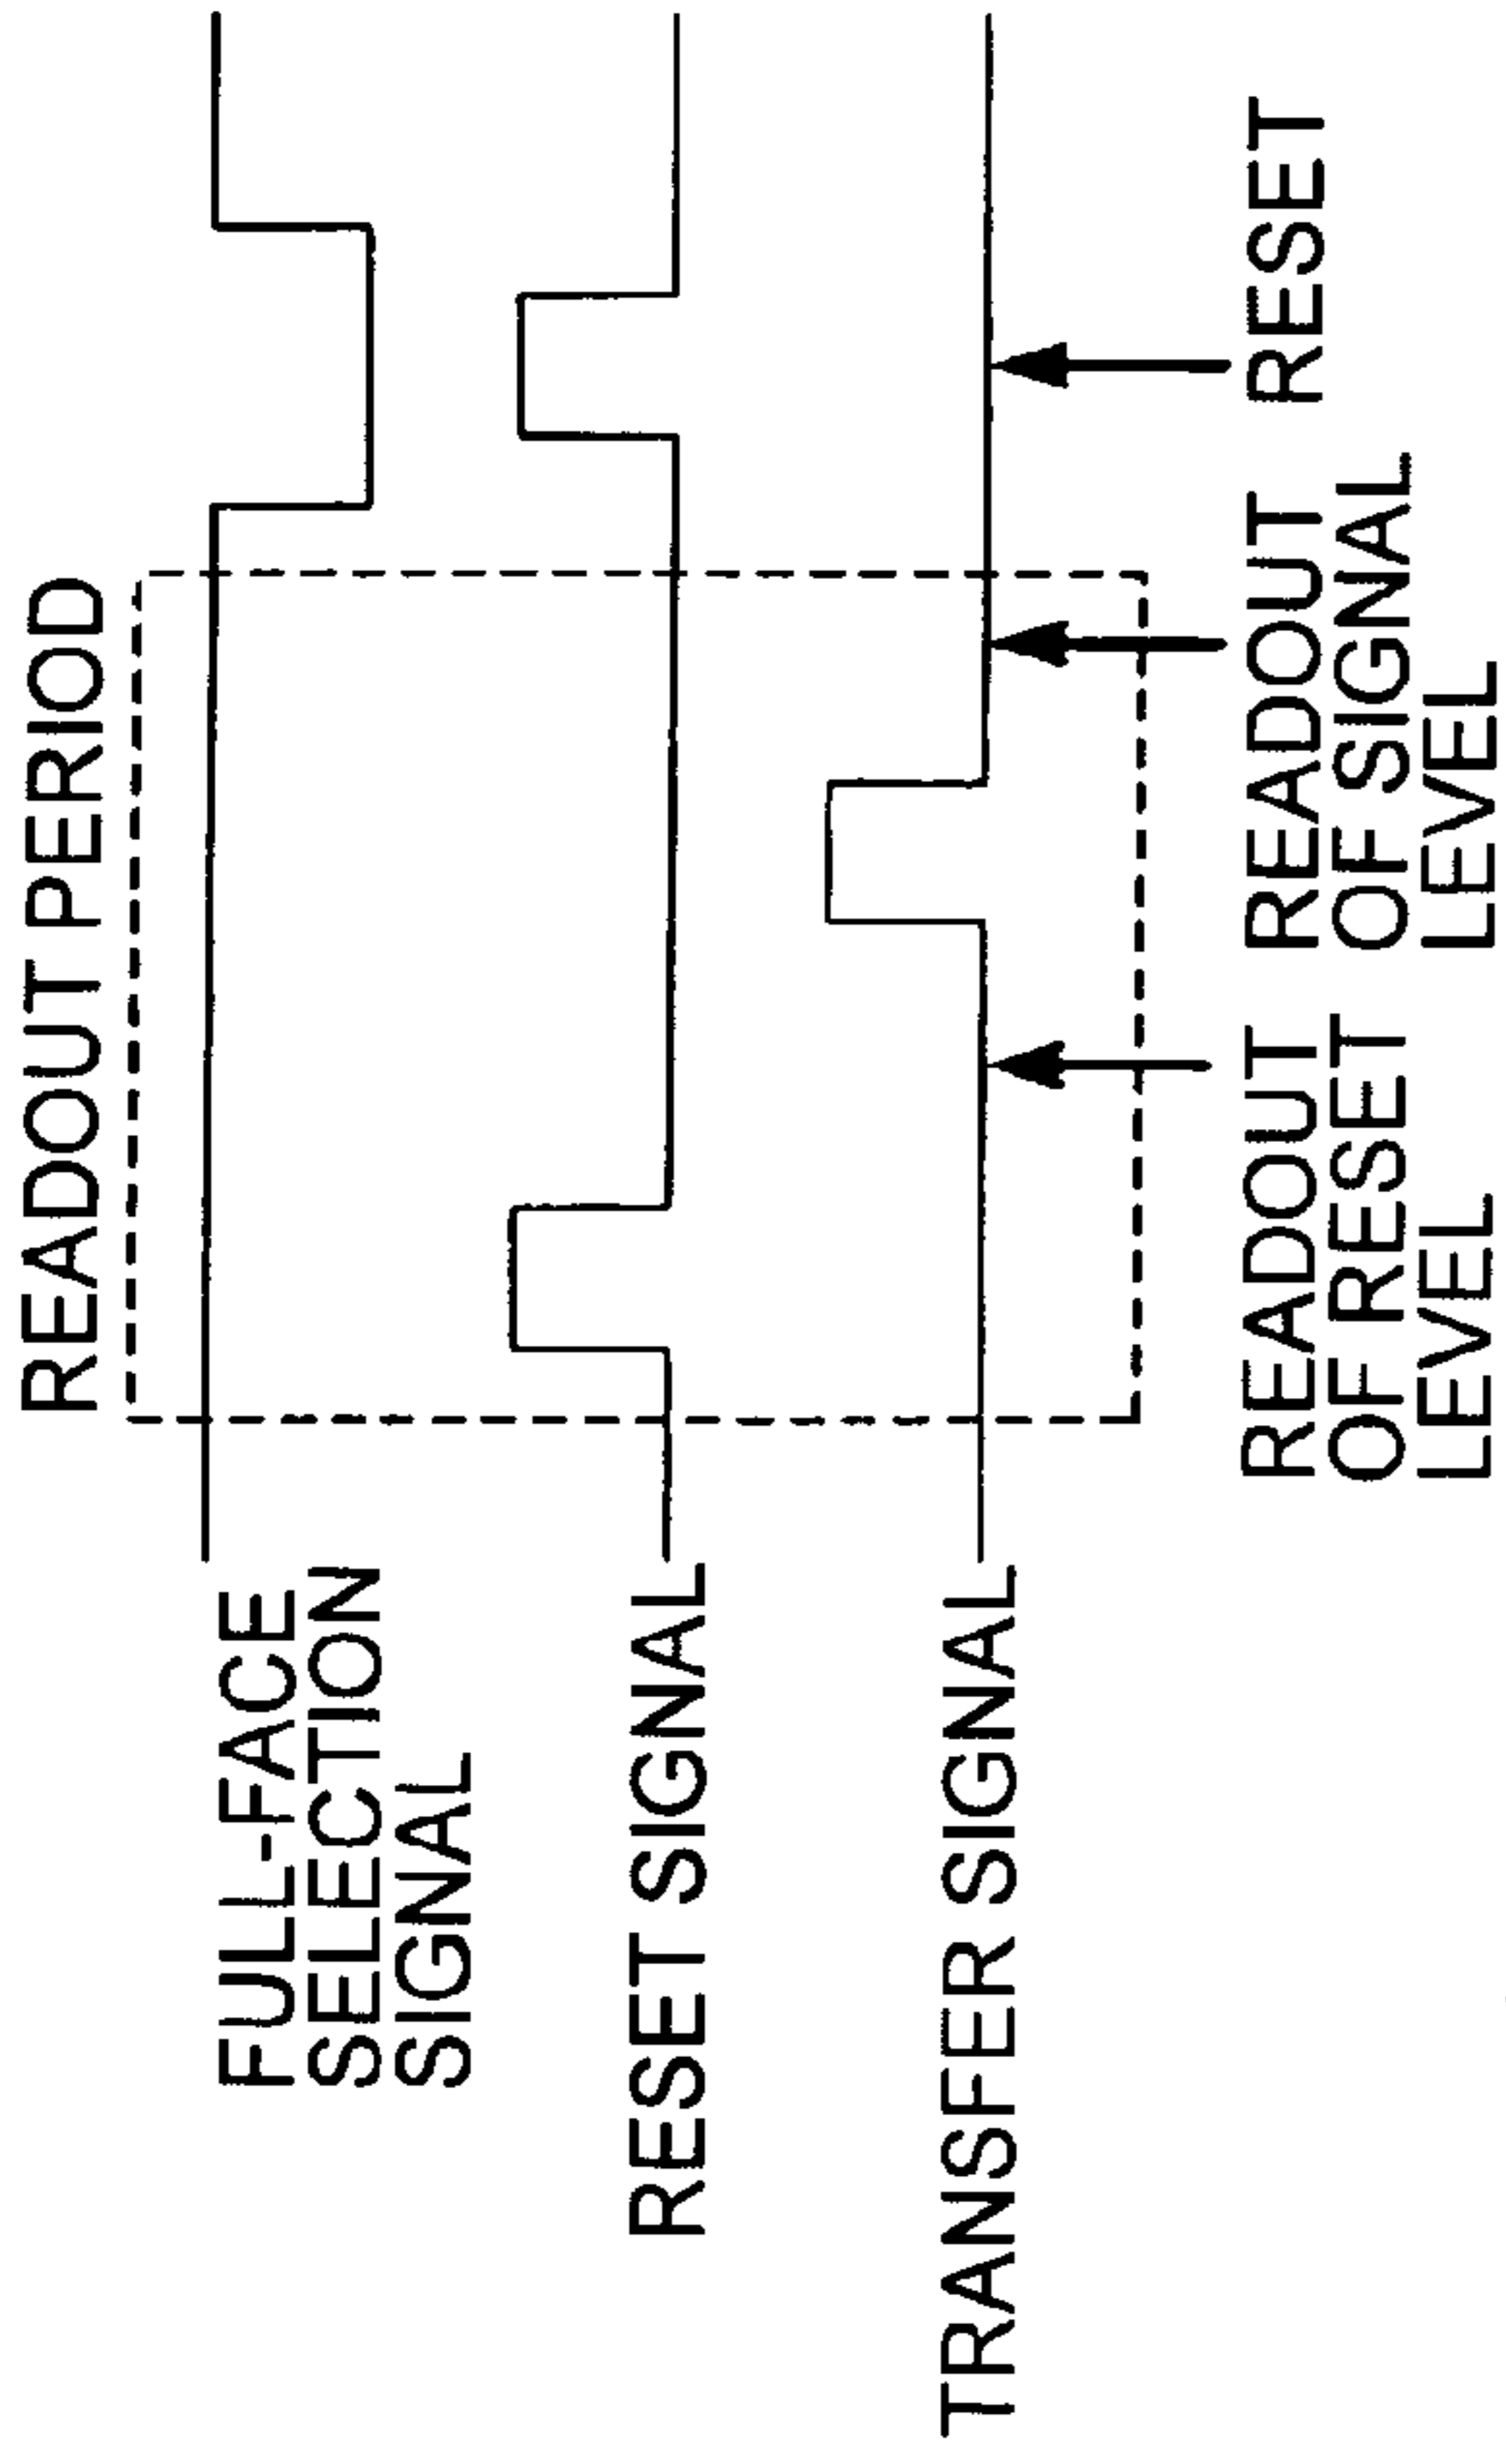 READOUT PERIOD
FULL-FACE
SELECTION
SIGNAL
RESET SIGNAL
TRANSFER SIGNAL
READOUT
OF RESET
LEVEL
READOUT
OF SIGNAL
LEVEL
RESET